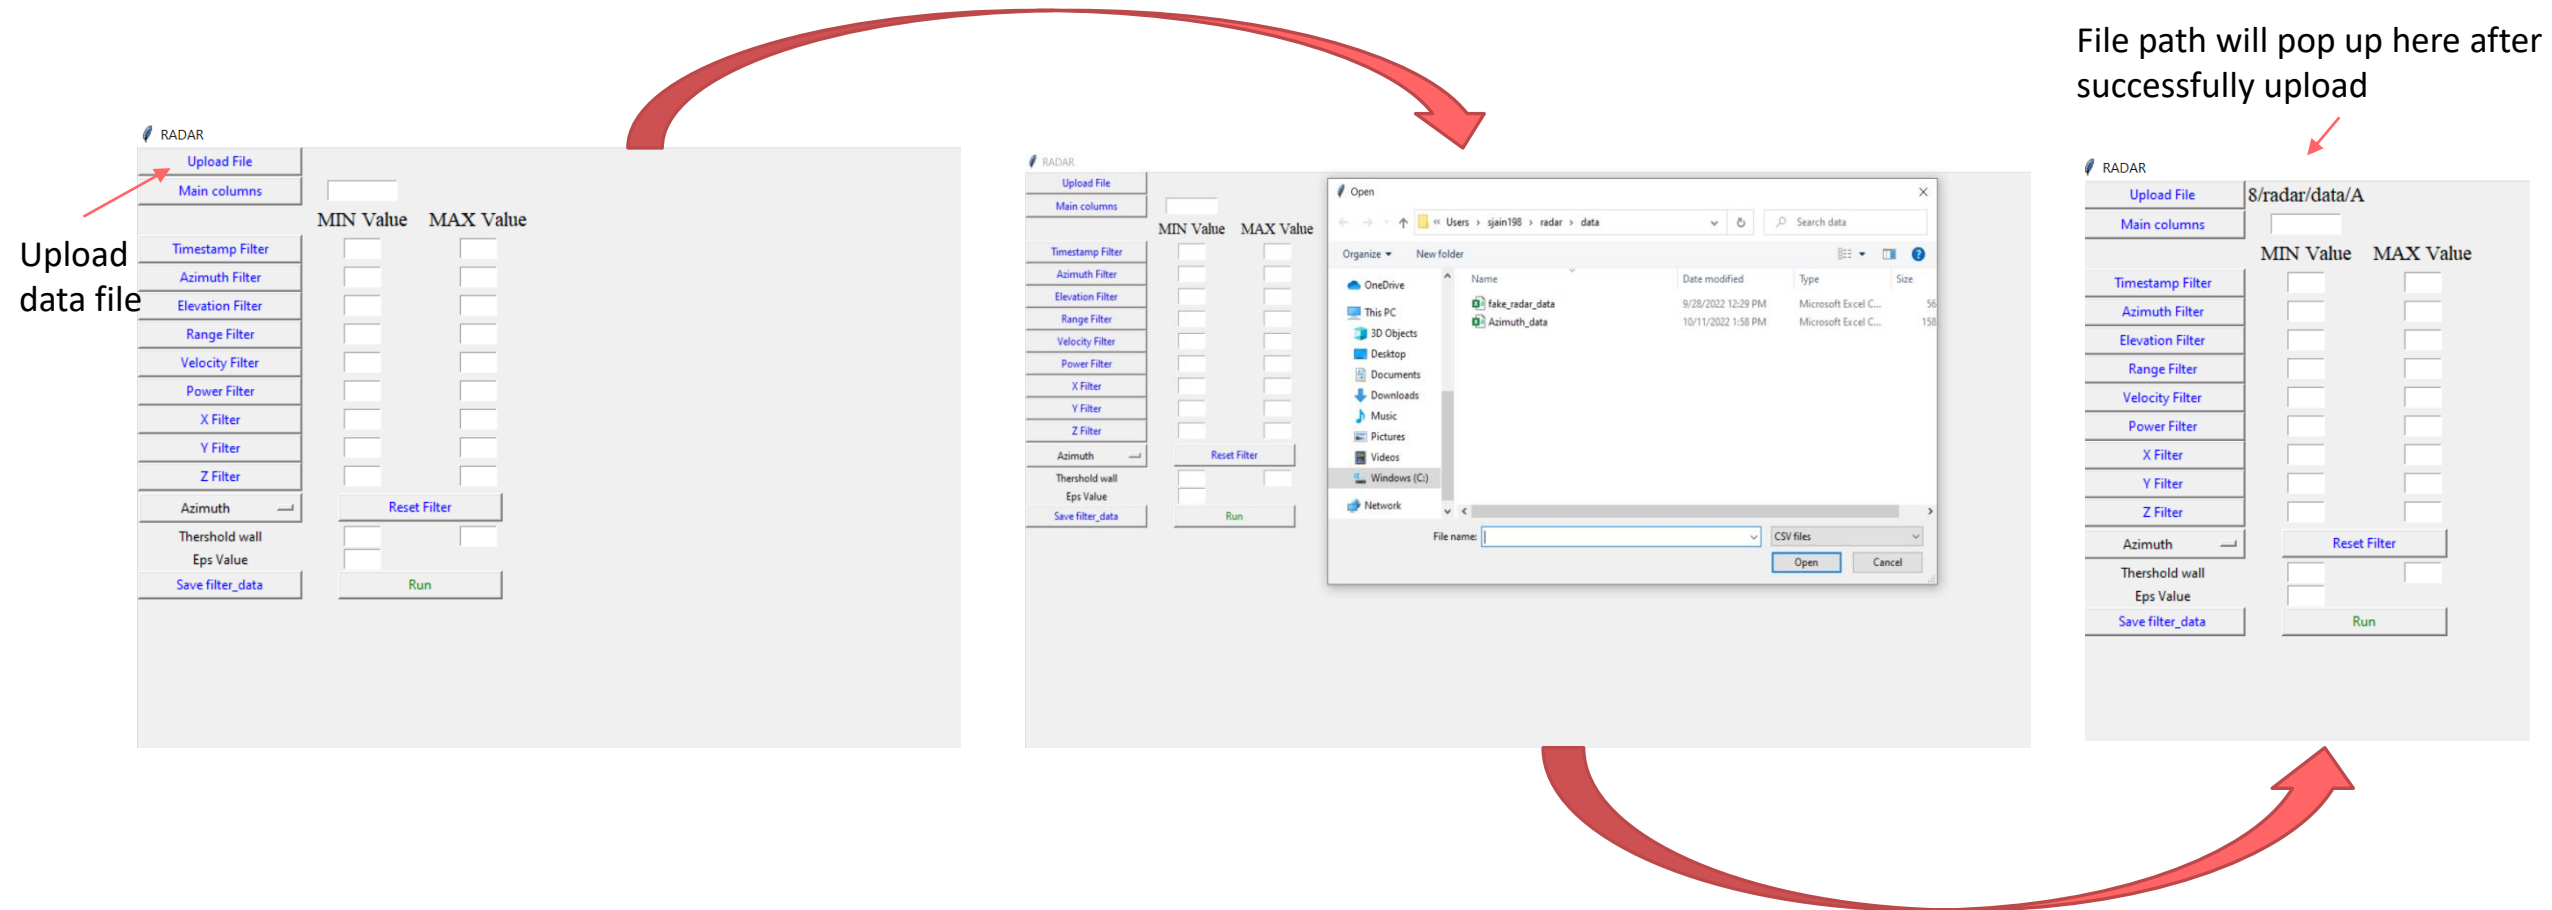 File path will pop up here after
successfully upload
RADAR
Upload File
Main columns
MIN Value MAX Value
Timestamp Filter
Azimuth Filter
Elevation Filter
Range Filter
Velocity Filter
Power Filter
X Filter
Y Filter
Z Filter
Azimuth Reset Filter
Thershold wall
Eps Value
Save filter_data Run
Upload
data file
RADAR
Upload File
Main columns
MIN Value MAX Value
Timestamp Filter
Azimuth Filter
Elevation Filter
Range Filter
Velocity Filter
Power Filter
X Filter
Y Filter
Z Filter
Azimuth Reset Filter
Thershold wall
Eps Value
Save filter_data Run
Open
« Users › sjain198 › radar › data Search data
Organize New folder
Name Date modified Type Size
fake_radar_data 9/28/2022 12:29 PM Microsoft Excel C... 56
Azimuth_data 10/11/2022 1:58 PM Microsoft Excel C... 158
OneDrive
This PC
3D Objects
Desktop
Documents
Downloads
Music
Pictures
Videos
Windows (C:)
Network
File name: CSV files
Open Cancel
RADAR
Upload File 8/radar/data/A
Main columns
MIN Value MAX Value
Timestamp Filter
Azimuth Filter
Elevation Filter
Range Filter
Velocity Filter
Power Filter
X Filter
Y Filter
Z Filter
Azimuth Reset Filter
Thershold wall
Eps Value
Save filter_data Run